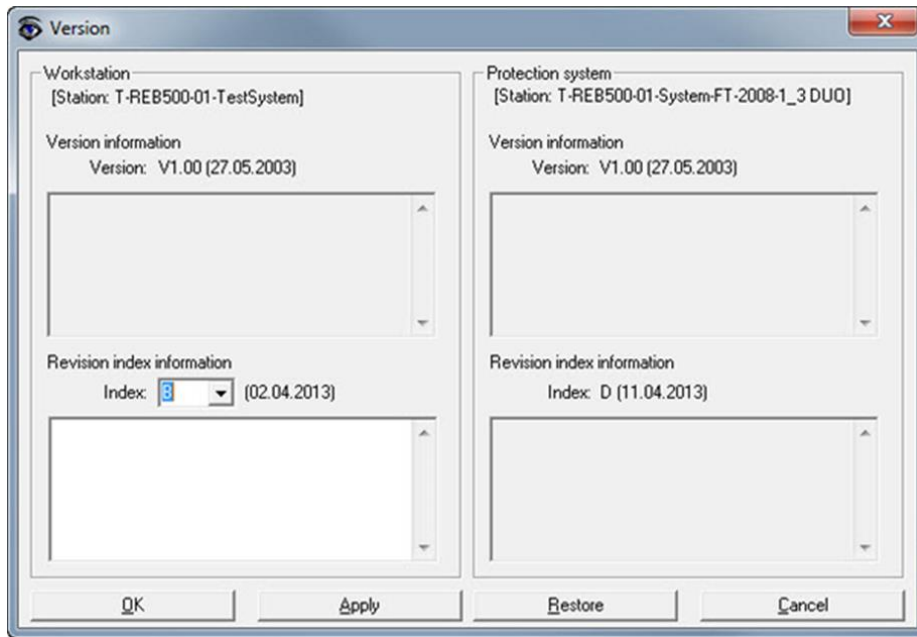 Version
Workstation
[Station: T-REB500-01-TestSystem]
Version information
Version: V1.00 (27.05.2003)
Revision index information
Index: B (02.04.2013)
Protection system
[Station: T-REB500-01-System-FT-2008-1_3 DUO]
Version information
Version: V1.00 (27.05.2003)
Revision index information
Index: D (11.04.2013)
OK Apply Restore Cancel